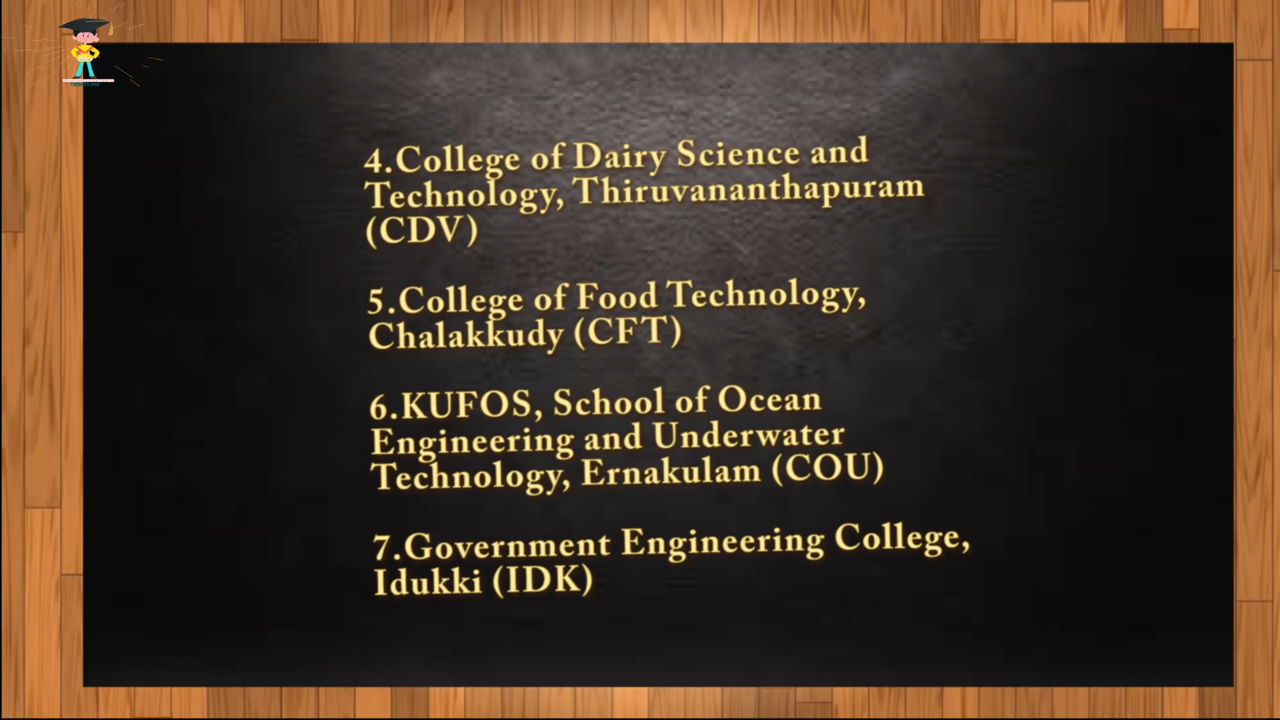 4.College of Dairy Science and
Technology, Thiruvananthapuram
(CDV)
5.College of Food Technology,
Chalakkudy (CFT)
6.KUFOS, School of Ocean
Engineering and Underwater
Technology, Ernakulam (COU)
7.Government Engineering College,
Idukki (IDK)